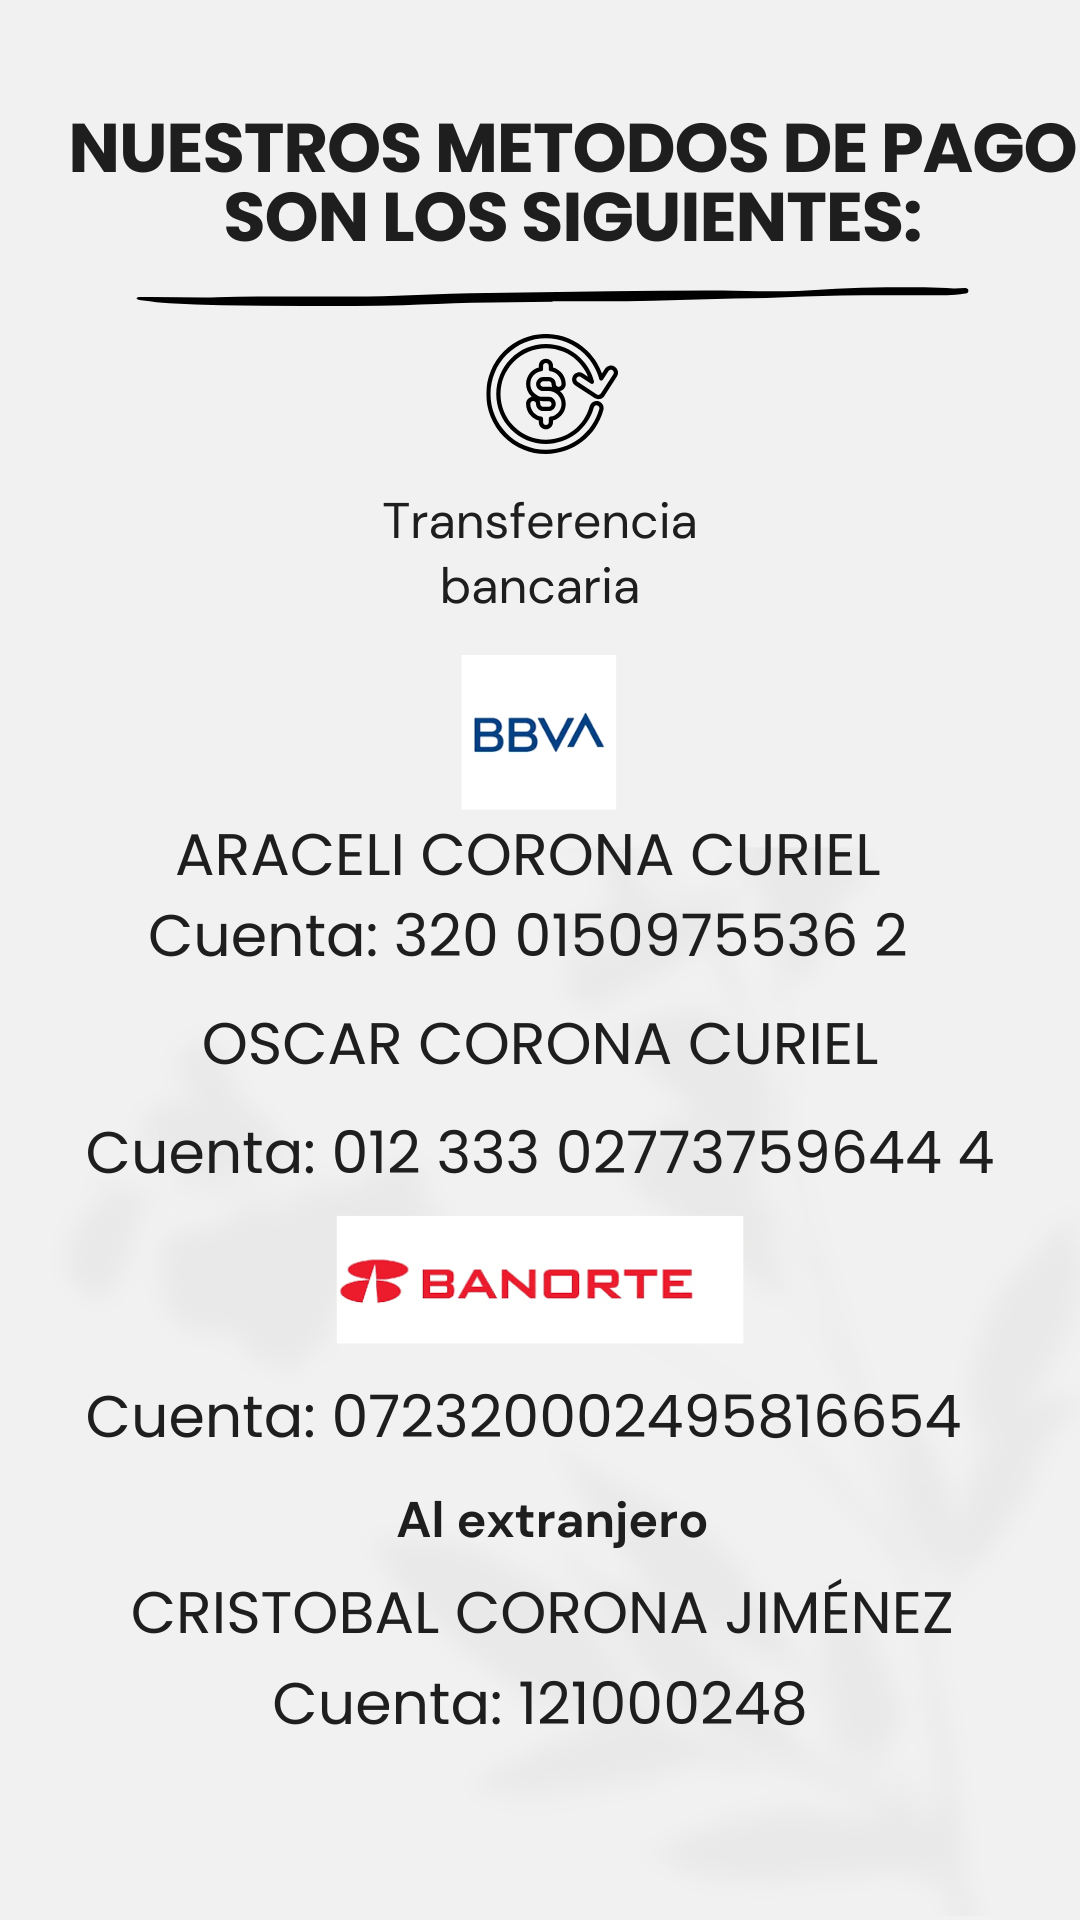 NUESTROS METODOS DE PAGO
SON LOS SIGUIENTES:
$
Transferencia
bancaria
BBVA
ARACELI CORONA CURIEL
Cuenta: 320 0150975536 2
OSCAR CORONA CURIEL
Cuenta: 012 333 02773759644 4
BANORTE
Cuenta: 072320002495816654
Al extranjero
CRISTOBAL CORONA JIMÉNEZ
Cuenta: 121000248